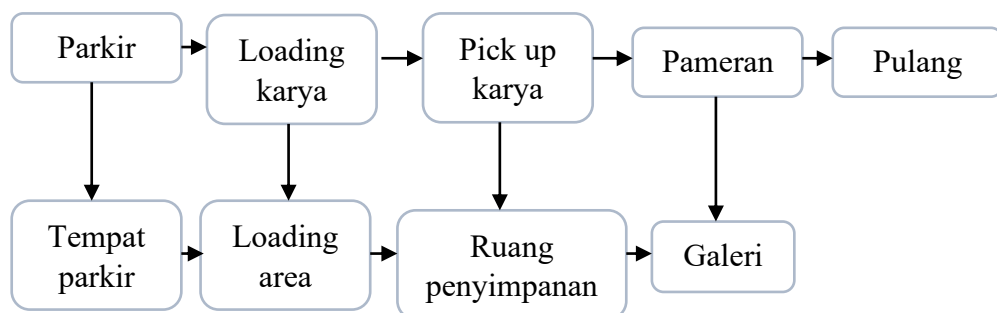 Parkir
Loading
karya
Pick up
karya
Pameran
Pulang
Tempat
parkir
Loading
area
Ruang
penyimpanan
Galeri